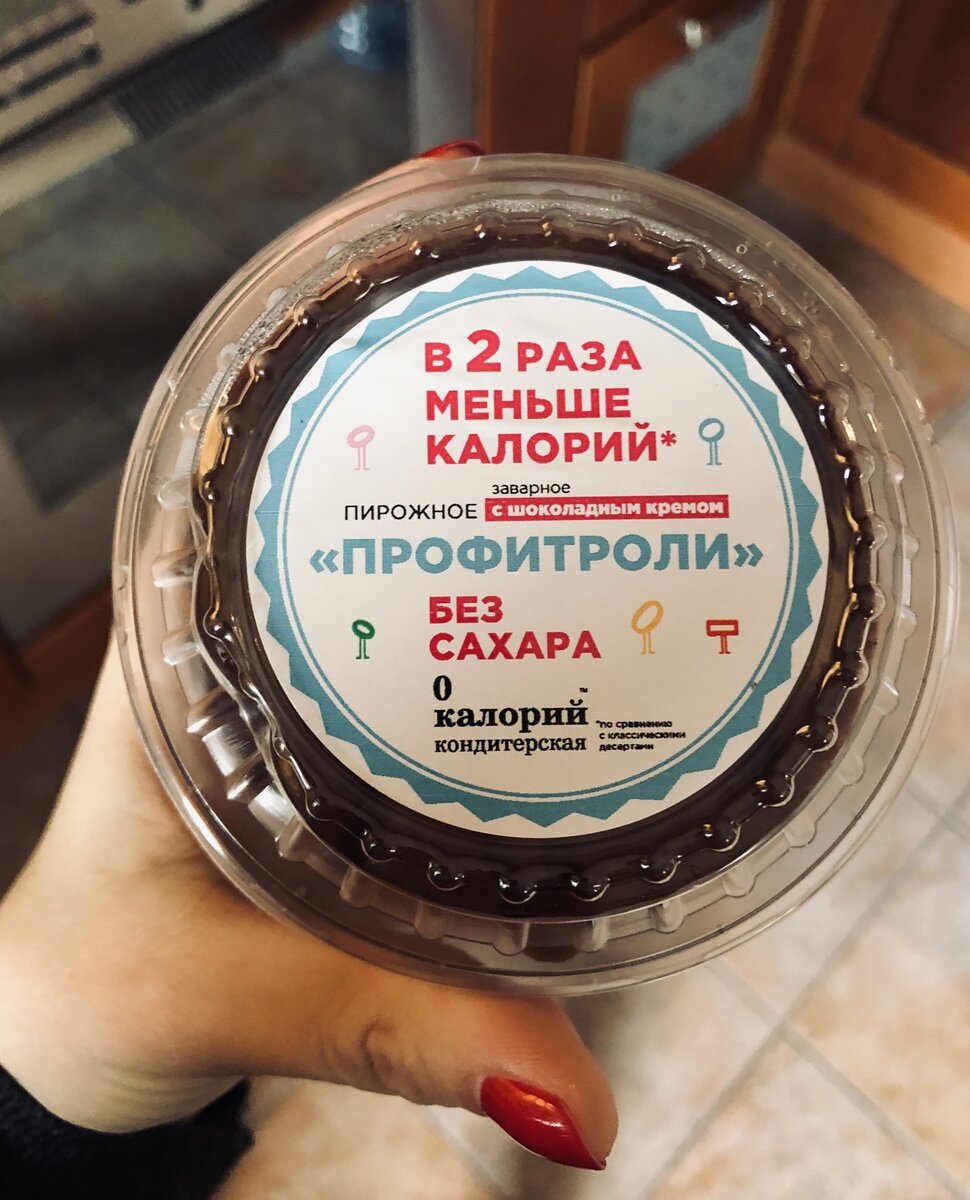 В 2 РАЗА
МЕНЬШЕ
КАЛОРИЙ*
заварное
ПИРОЖНОЕ с шоколадным кремом
«ПРОФИТРОЛИ»
БЕЗ
САХАРА
0
калорий™
кондитерская
*по сравнению
с классическими
десертами